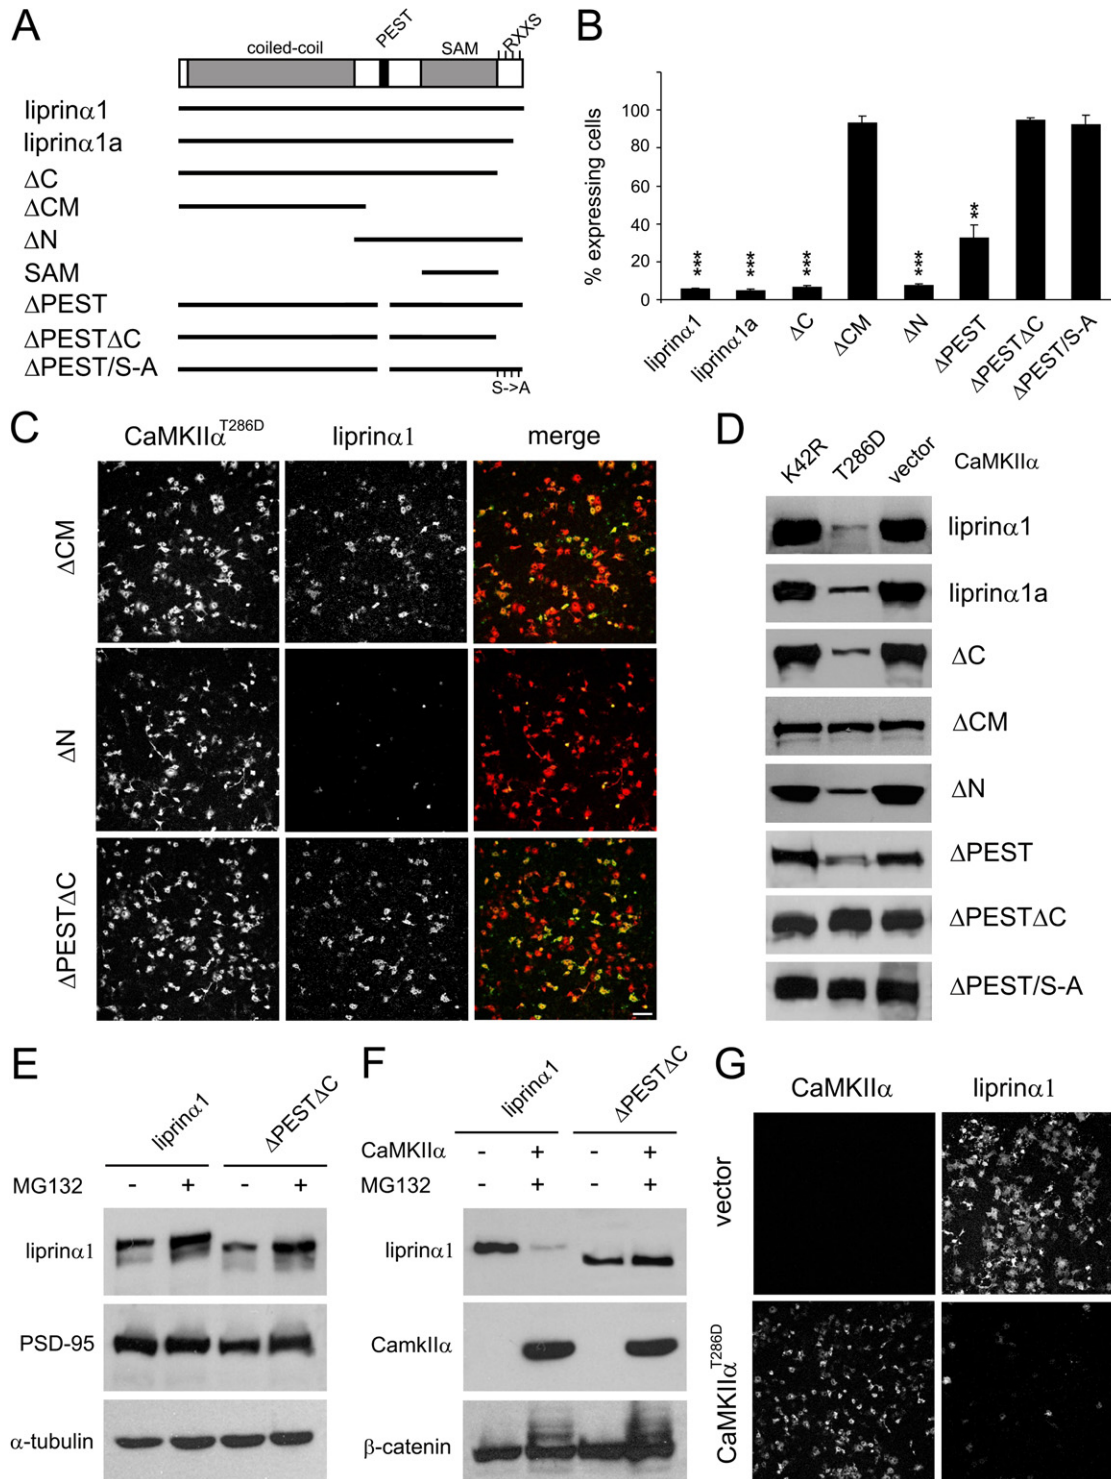 A
coiled-coil
PEST
SAM
RXXS
liprinα1
liprinα1a
ΔC
ΔCM
ΔN
SAM
ΔPEST
ΔPESTΔC
ΔPEST/S-A
S->A
B
% expressing cells
100
80
60
40
20
0
***
***
***
***
**
liprinα1
liprinα1a
ΔC
ΔCM
ΔN
ΔPEST
ΔPESTΔC
ΔPEST/S-A
C
CaMKIIα^T286D liprinα1 merge
ΔCM
ΔN
ΔPESTΔC
D
K42R T286D vector CaMKIIα
liprinα1
liprinα1a
ΔC
ΔCM
ΔN
ΔPEST
ΔPESTΔC
ΔPEST/S-A
E
liprinα1 ΔPESTΔC
MG132 - + - +
liprinα1
PSD-95
α-tubulin
F
liprinα1 ΔPESTΔC
CaMKIIα - + - +
MG132 - + - +
liprinα1
CamkIIα
β-catenin
G
CaMKIIα liprinα1
vector
CaMKIIα^T286D